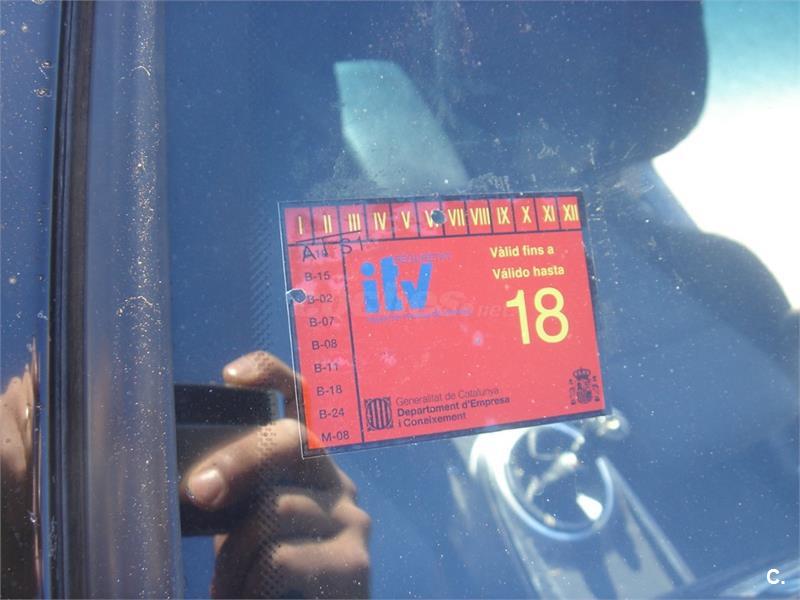 I II III IV V VI VII VIII IX X XI XII
B-15
B-02
B-07
B-08
B-11
B-18
B-24
M-08
itv
Vàlid fins a
Válido hasta
18
Generalitat de Catalunya
Departament d'Empresa
i Coneixement
C.